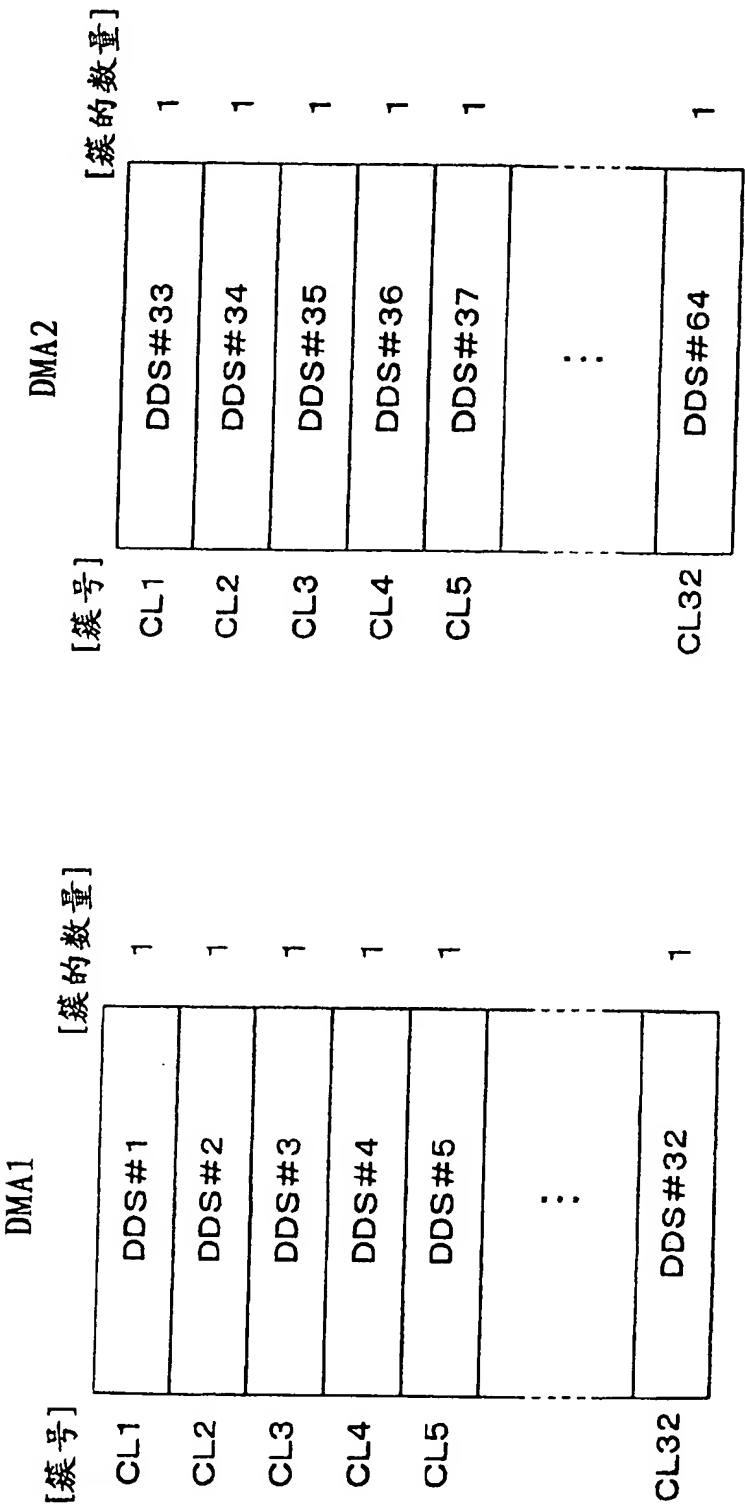 DMA1
[簇号] [簇的数量]
CL1 DDS#1 1
CL2 DDS#2 1
CL3 DDS#3 1
CL4 DDS#4 1
CL5 DDS#5 1
⋮
CL32 DDS#32 1
DMA2
[簇号] [簇的数量]
CL1 DDS#33 1
CL2 DDS#34 1
CL3 DDS#35 1
CL4 DDS#36 1
CL5 DDS#37 1
⋮
CL32 DDS#64 1